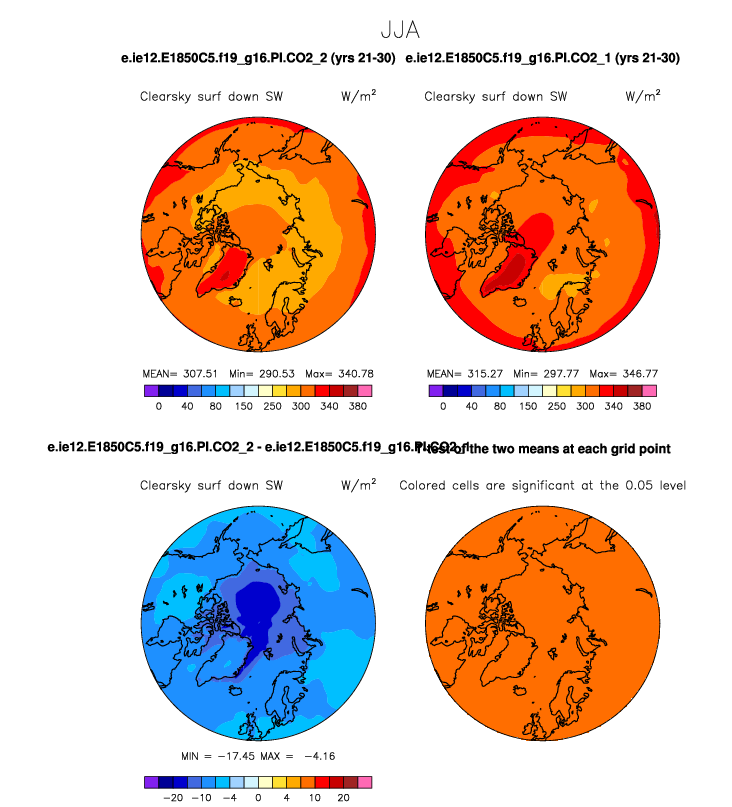 JJA
e.ie12.E1850C5.f19_g16.PI.CO2_2 (yrs 21-30) e.ie12.E1850C5.f19_g16.PI.CO2_1 (yrs 21-30)
Clearsky surf down SW W/m²
Clearsky surf down SW W/m²
MEAN= 307.51 Min= 290.53 Max= 340.78
0 40 80 150 250 300 340 380
MEAN= 315.27 Min= 297.77 Max= 346.77
0 40 80 150 250 300 340 380
e.ie12.E1850C5.f19_g16.PI.CO2_2 - e.ie12.E1850C5.f19_g16.PI.CO2_1
T-test of the two means at each grid point
Clearsky surf down SW W/m²
Colored cells are significant at the 0.05 level
MIN = −17.45 MAX = −4.16
−20 −10 −4 0 4 10 20